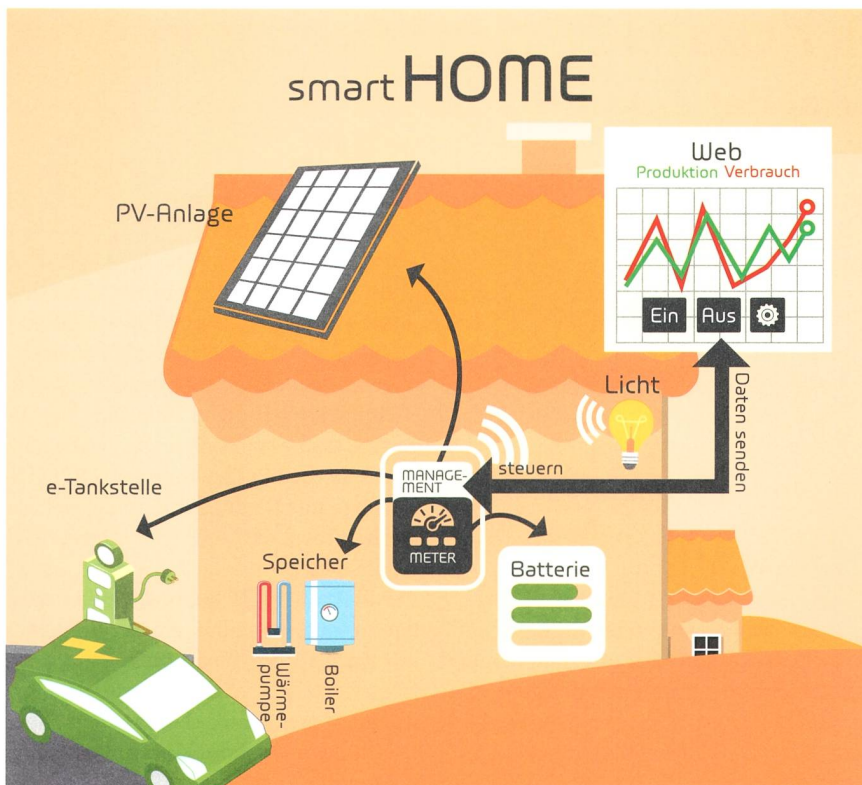 smart HOME
Web
Produktion Verbrauch
PV-Anlage
Ein
Aus
Licht
Daten senden
steuern
MANAGE-
MENT
METER
e-Tankstelle
Speicher
Wärme-
pumpe
Boiler
Batterie